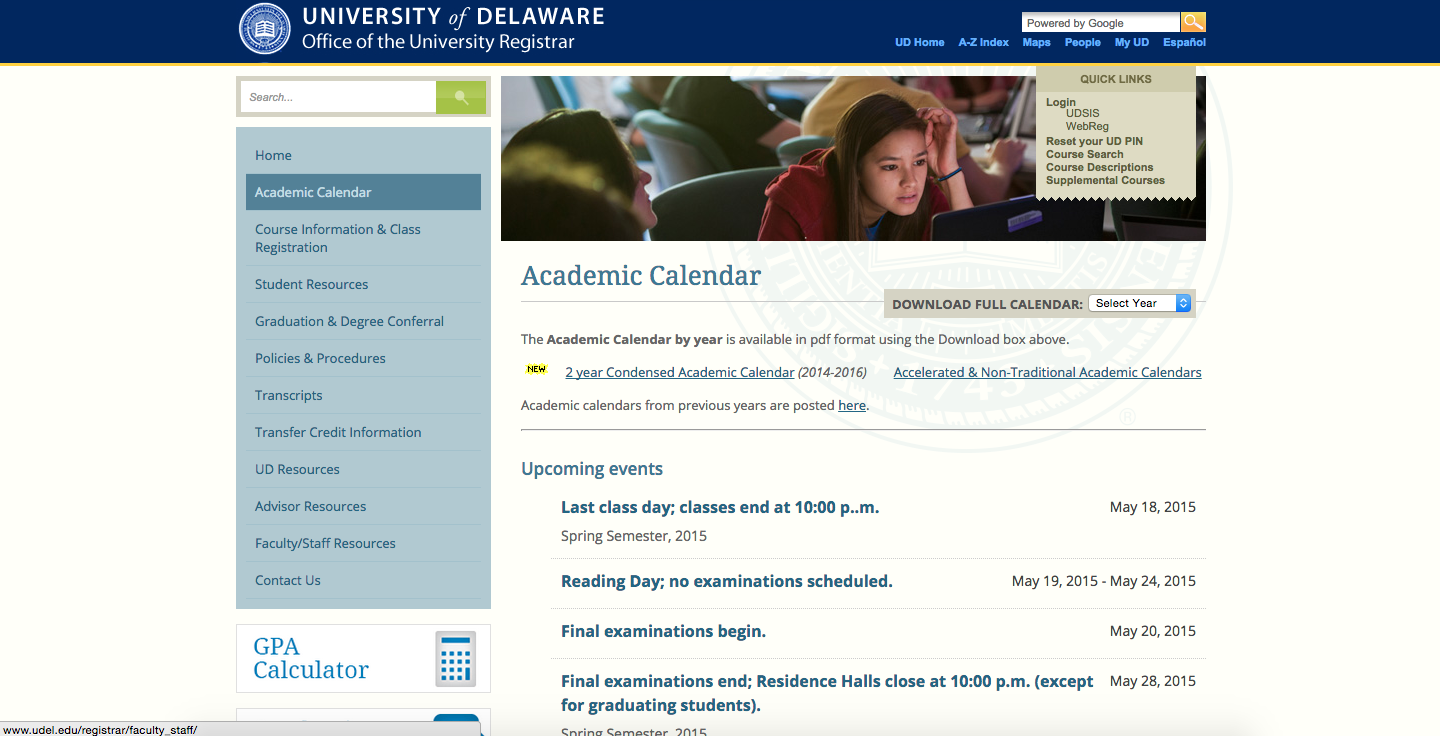 UNIVERSITY of DELAWARE
Office of the University Registrar
Powered by Google
UD Home A-Z Index Maps People My UD Español
Search...
Home
Academic Calendar
Course Information & Class
Registration
Student Resources
Graduation & Degree Conferral
Policies & Procedures
Transcripts
Transfer Credit Information
UD Resources
Advisor Resources
Faculty/Staff Resources
Contact Us
GPA
Calculator
QUICK LINKS
Login
UDSIS
WebReg
Reset your UD PIN
Course Search
Course Descriptions
Supplemental Courses
Academic Calendar
DOWNLOAD FULL CALENDAR: Select Year
The Academic Calendar by year is available in pdf format using the Download box above.
NEW 2 year Condensed Academic Calendar (2014-2016) Accelerated & Non-Traditional Academic Calendars
Academic calendars from previous years are posted here.
®
Upcoming events
Last class day; classes end at 10:00 p..m. May 18, 2015
Spring Semester, 2015
Reading Day; no examinations scheduled. May 19, 2015 - May 24, 2015
Final examinations begin. May 20, 2015
Final examinations end; Residence Halls close at 10:00 p.m. (except May 28, 2015
for graduating students).
Spring Semester, 2015
www.udel.edu/registrar/faculty_staff/